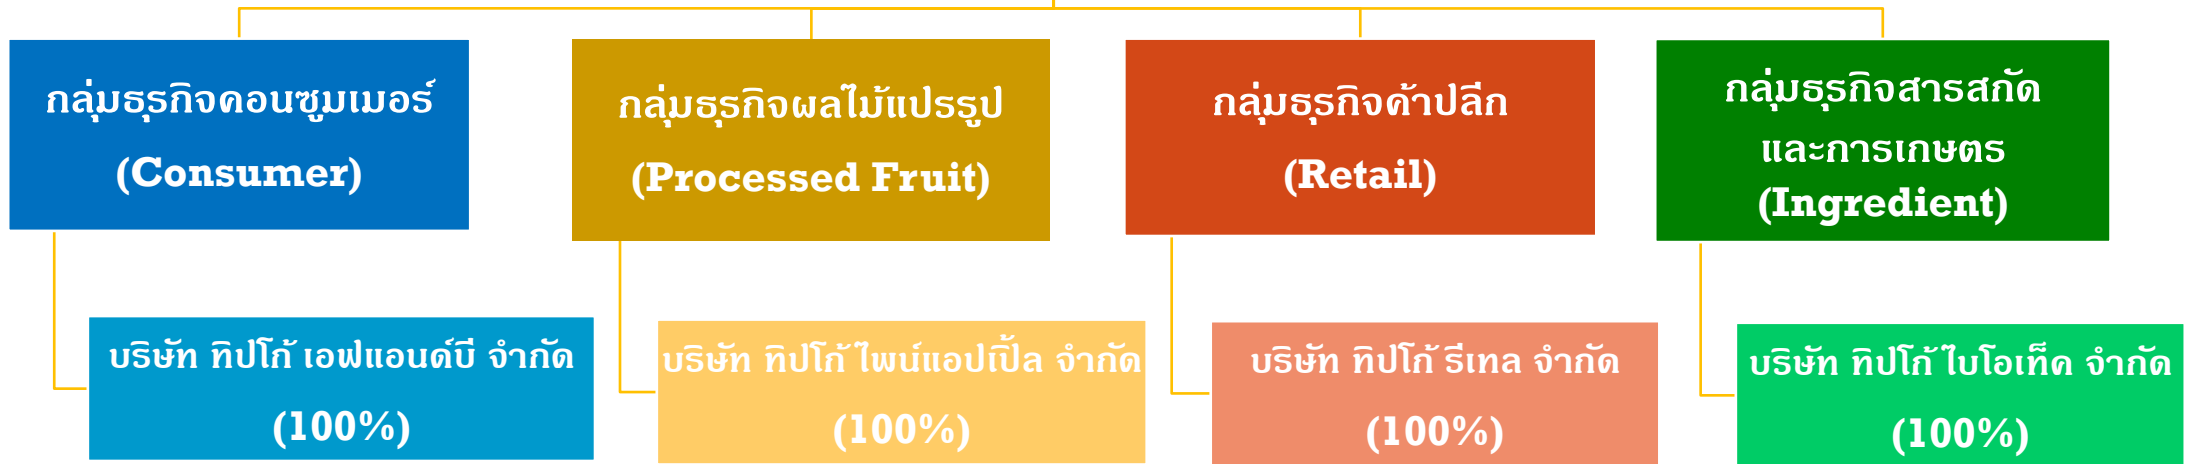 กลุ่มธุรกิจคอนซูมเมอร์
(Consumer)
กลุ่มธุรกิจผลไม้แปรรูป
(Processed Fruit)
กลุ่มธุรกิจค้าปลีก
(Retail)
กลุ่มธุรกิจสารสกัด
และการเกษตร
(Ingredient)
บริษัท ทิปโก้ เอฟแอนด์บี จำกัด
(100%)
บริษัท ทิปโก้ ไพน์แอปเปิ้ล จำกัด
(100%)
บริษัท ทิปโก้ รีเทล จำกัด
(100%)
บริษัท ทิปโก้ ไบโอเท็ค จำกัด
(100%)